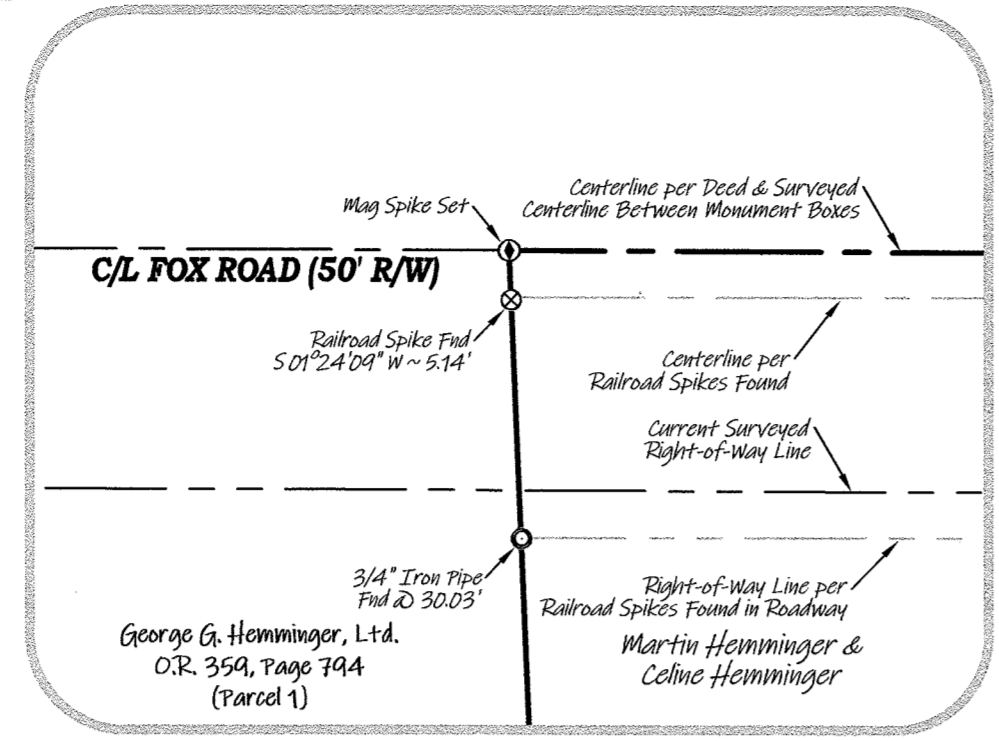 Centerline per Deed & Surveyed
Centerline Between Monument Boxes
Mag Spike Set
C/L FOX ROAD (50' R/W)
Railroad Spike Fnd
S 01°24'09" W ~ 5.14'
Centerline per
Railroad Spikes Found
Current Surveyed
Right-of-Way Line
3/4" Iron Pipe
Fnd @ 30.03'
Right-of-Way Line per
Railroad Spikes Found in Roadway
George G. Hemminger, Ltd.
O.R. 359, Page 794
(Parcel 1)
Martin Hemminger &
Celine Hemminger